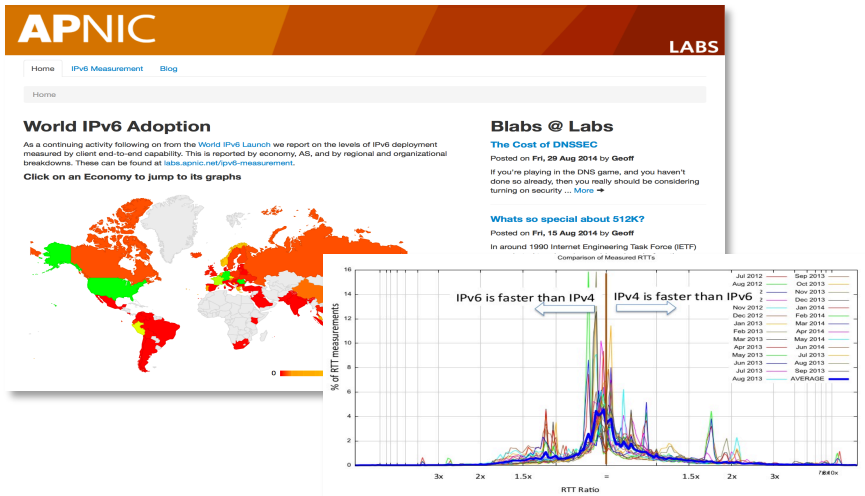 APNIC
LABS
Home IPv6 Measurement Blog
Home
World IPv6 Adoption
As a continuing activity following on from the World IPv6 Launch we report on the levels of IPv6 deployment
measured by client end-to-end capability. This is reported by economy, AS, and by regional and organizational
breakdowns. These can be found at labs.apnic.net/ipv6-measurement.
Click on an Economy to jump to its graphs
0
Blabs @ Labs
The Cost of DNSSEC
Posted on Fri, 29 Aug 2014 by Geoff
If you're playing in the DNS game, and you haven't
done so already, then you really should be considering
turning on security ... More →
Whats so special about 512K?
Posted on Fri, 15 Aug 2014 by Geoff
In around 1990 Internet Engineering Task Force (IETF)
Comparison of Measured RTTs
% of RTT measurements
16
14
12
10
8
6
4
2
0
IPv6 is faster than IPv4
IPv4 is faster than IPv6
Jul 2012 Sep 2013
Aug 2012 Oct 2013
2 Nov 2013
2 Dec 2013
Nov 2012 Jan 2014
Dec 2012 Feb 2014
Jan 2013 Mar 2014
Feb 2013 Apr 2014
Mar 2013 May 2014
Apr 2013 Jun 2014
May 2013 Jul 2013
Jun 2013 Aug 2013
Jul 2013 Sep 2013
Aug 2013 AVERAGE
3x 2x 1.5x = 1.5x 2x 3x
RTT Ratio